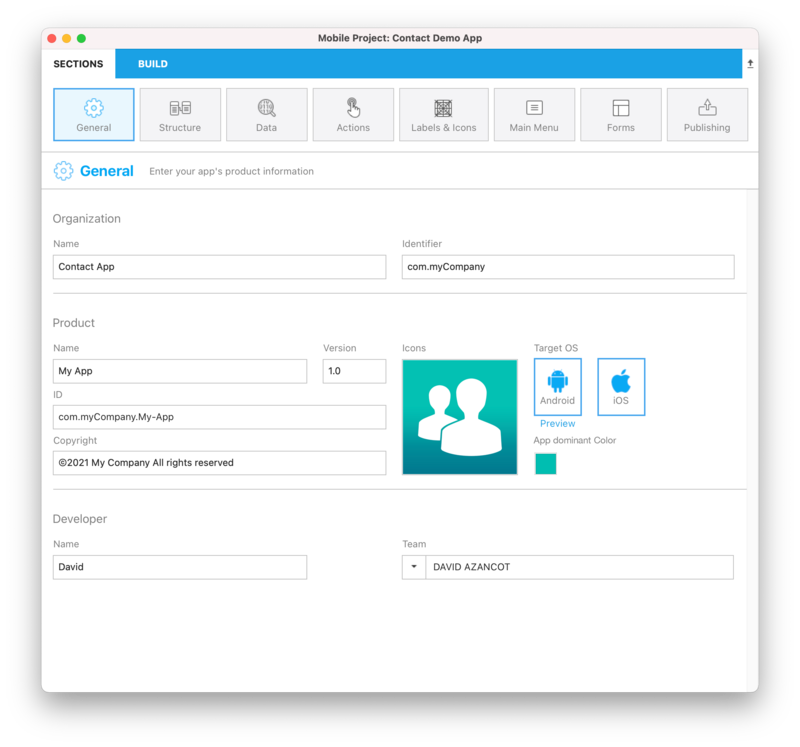 Mobile Project: Contact Demo App
SECTIONS BUILD
General Structure Data Actions Labels & Icons Main Menu Forms Publishing
General Enter your app's product information
Organization
Name Identifier
Contact App com.myCompany
Product
Name Version Icons Target OS
My App 1.0
Android iOS
ID
com.myCompany.My-App
Preview
Copyright App dominant Color
©2021 My Company All rights reserved
Developer
Name Team
David DAVID AZANCOT